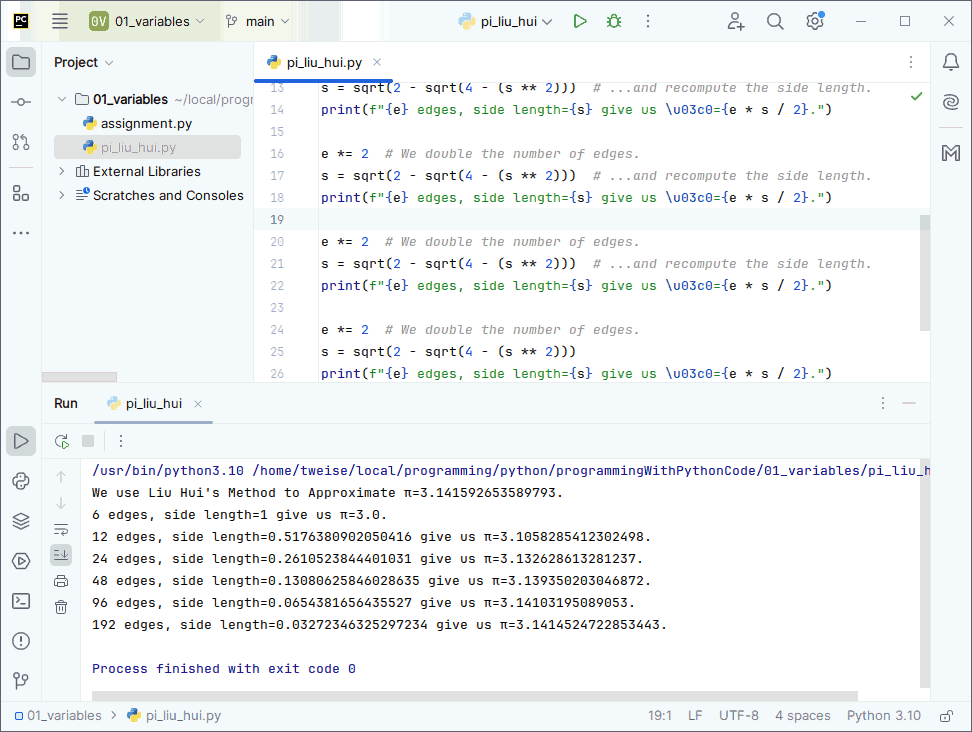 PC
0V 01_variables main pi_liu_hui
Project
pi_liu_hui.py
01_variables ~/local/progr
assignment.py
pi_liu_hui.py
External Libraries
Scratches and Consoles
13 s = sqrt(2 - sqrt(4 - (s ** 2)))  # ...and recompute the side length.
14 print(f"{e} edges, side length={s} give us \u03c0={e * s / 2}.")
15
16 e *= 2  # We double the number of edges.
17 s = sqrt(2 - sqrt(4 - (s ** 2)))  # ...and recompute the side length.
18 print(f"{e} edges, side length={s} give us \u03c0={e * s / 2}.")
19
20 e *= 2  # We double the number of edges.
21 s = sqrt(2 - sqrt(4 - (s ** 2)))  # ...and recompute the side length.
22 print(f"{e} edges, side length={s} give us \u03c0={e * s / 2}.")
23
24 e *= 2  # We double the number of edges.
25 s = sqrt(2 - sqrt(4 - (s ** 2)))
26 print(f"{e} edges, side length={s} give us \u03c0={e * s / 2}.")
Run pi_liu_hui
/usr/bin/python3.10 /home/tweise/local/programming/python/programmingWithPythonCode/01_variables/pi_liu_h
We use Liu Hui's Method to Approximate π=3.141592653589793.
6 edges, side length=1 give us π=3.0.
12 edges, side length=0.5176380902050416 give us π=3.1058285412302498.
24 edges, side length=0.2610523844401031 give us π=3.132628613281237.
48 edges, side length=0.13080625846028635 give us π=3.139350203046872.
96 edges, side length=0.0654381656435527 give us π=3.14103195089053.
192 edges, side length=0.03272346325297234 give us π=3.1414524722853443.
Process finished with exit code 0
01_variables > pi_liu_hui.py 19:1 LF UTF-8 4 spaces Python 3.10